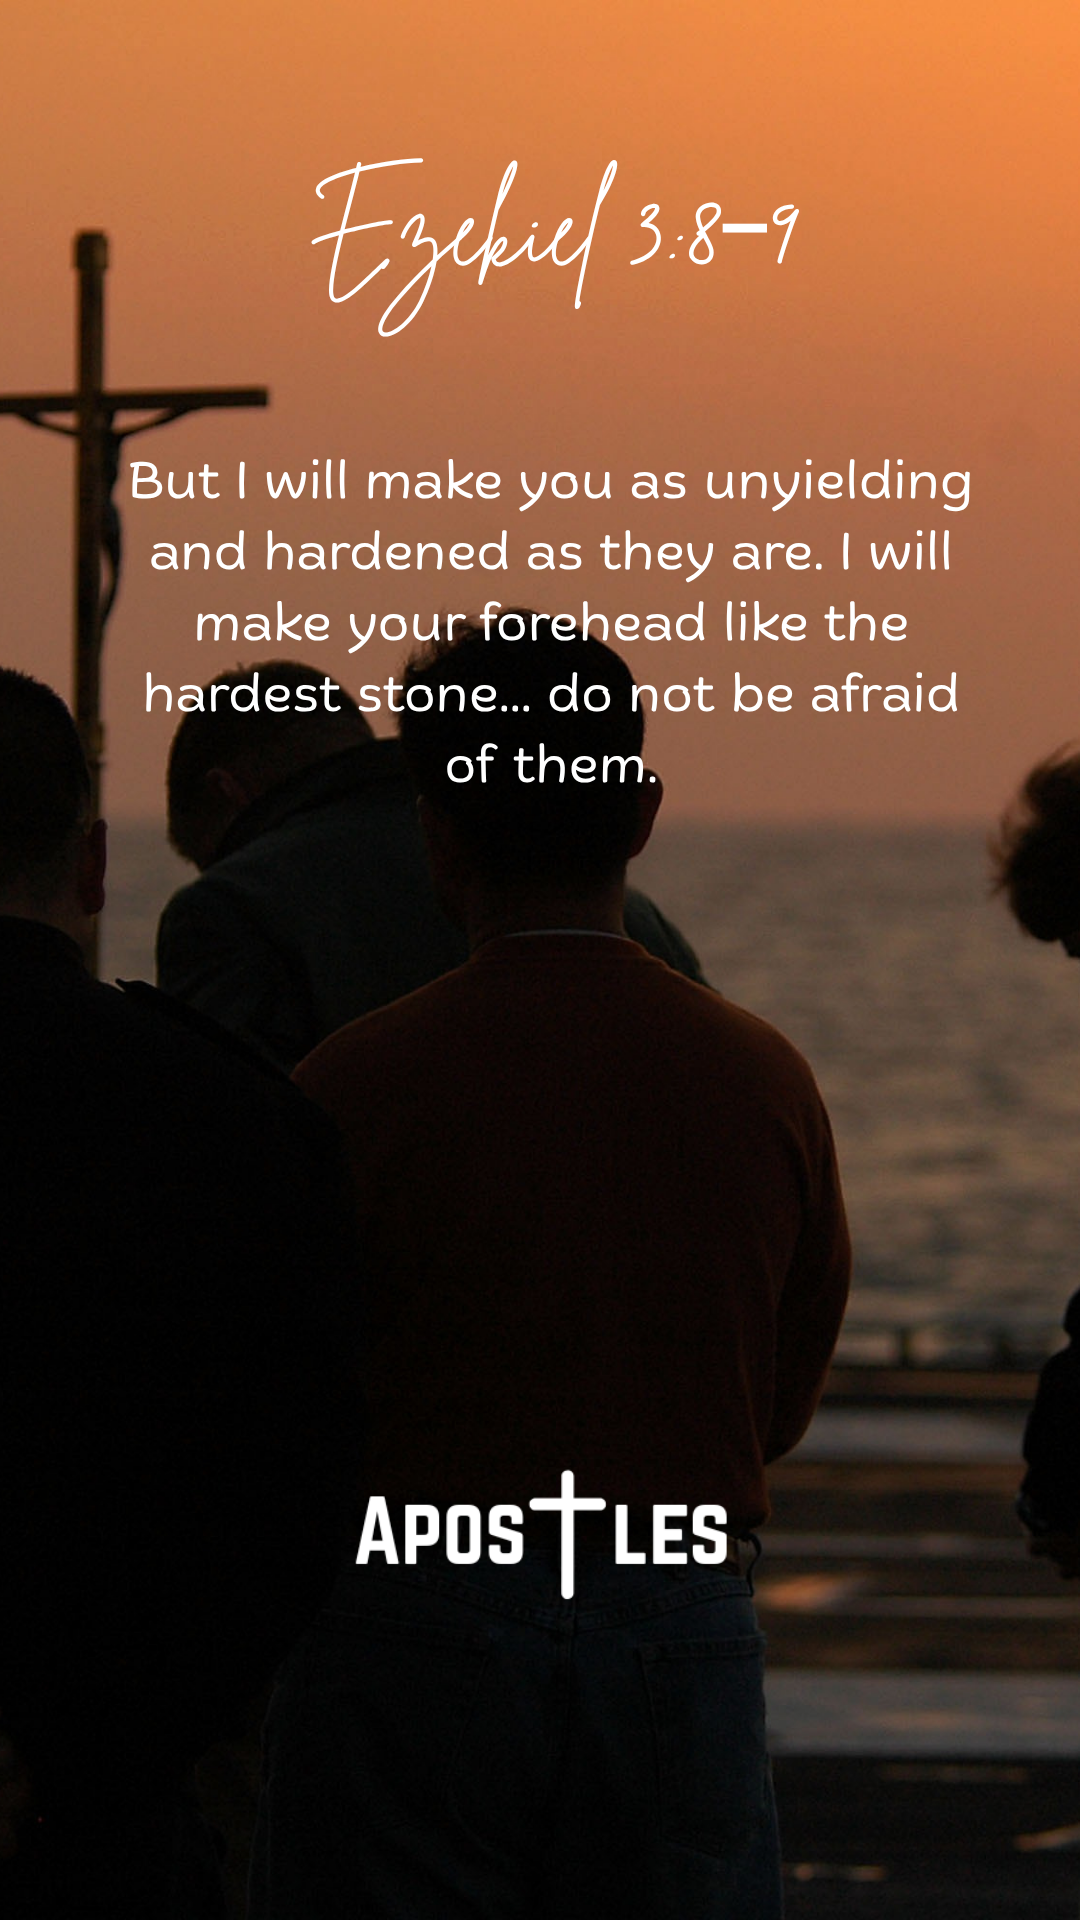 Ezekiel 3:8–9
But I will make you as unyielding
and hardened as they are. I will
make your forehead like the
hardest stone... do not be afraid
of them.
APOSTLES